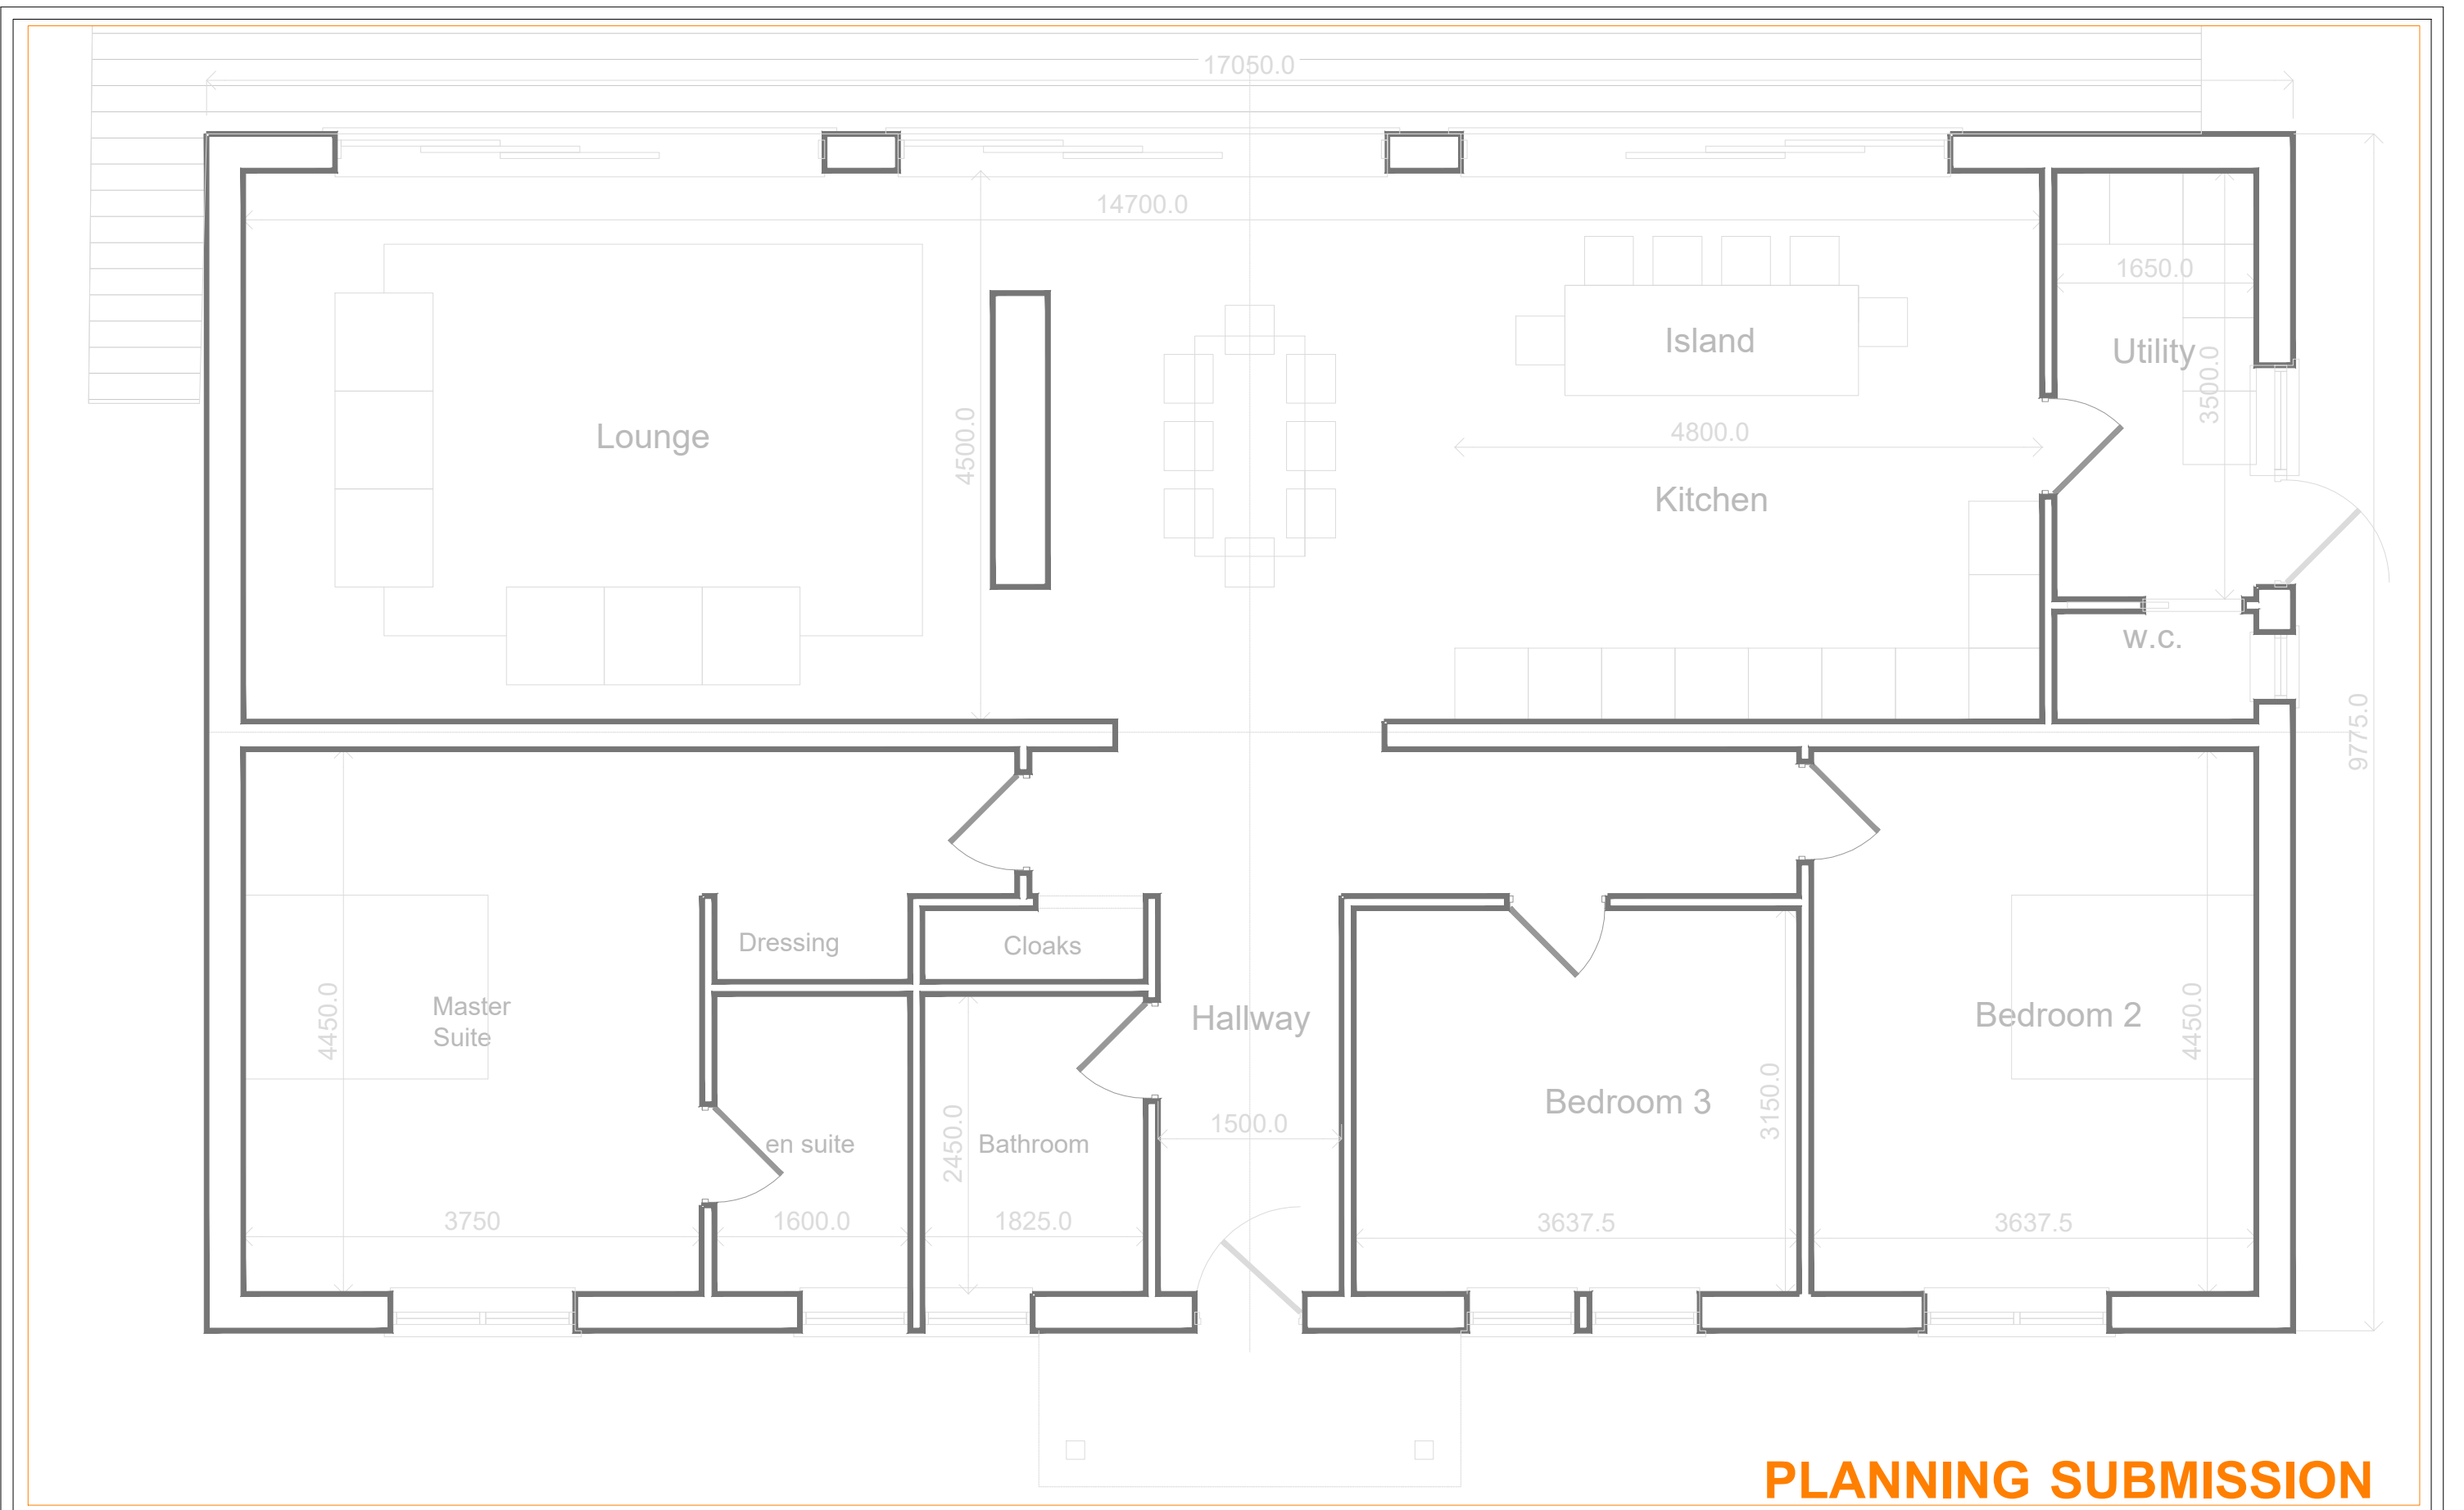 17050.0
14700.0
1650.0
Island
Utility
3500.0
Lounge
4500.0
4800.0
Kitchen
w.c.
9775.0
Dressing
Cloaks
Master
Suite
4450.0
Hallway
Bedroom 2
4450.0
Bedroom 3
3150.0
en suite
Bathroom
2450.0
1500.0
3750
1600.0
1825.0
3637.5
3637.5
PLANNING SUBMISSION